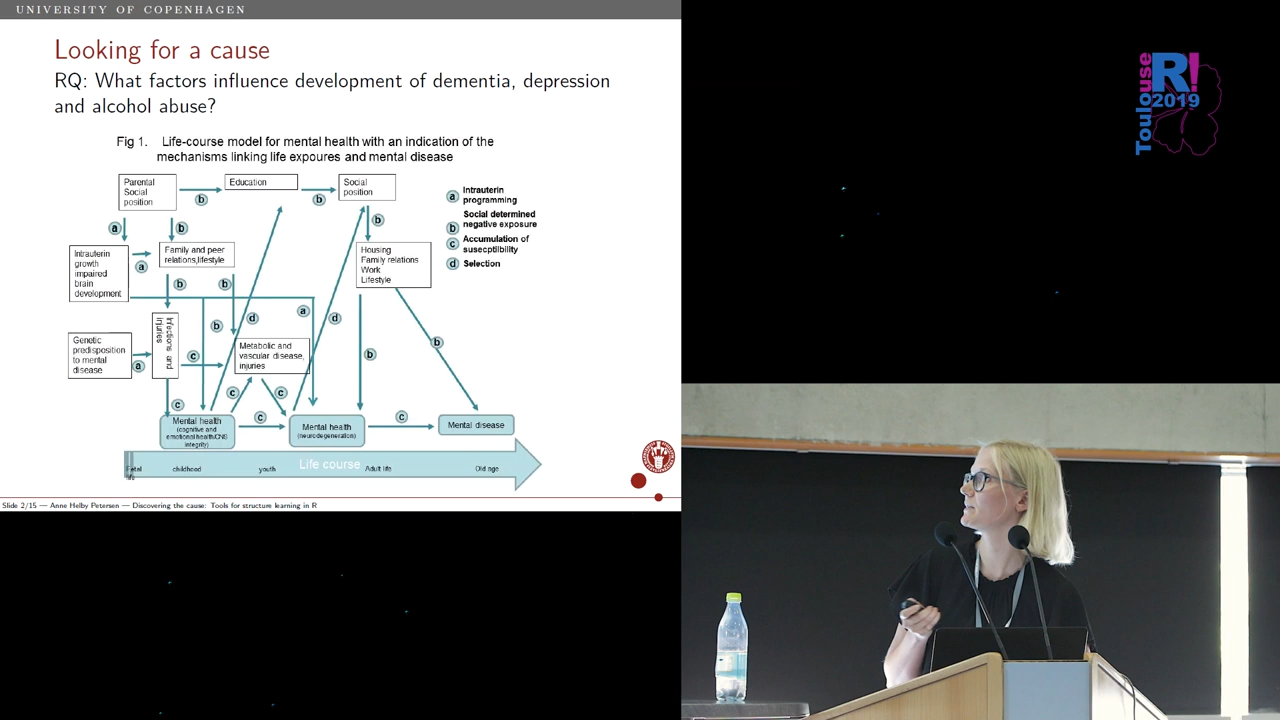 UNIVERSITY OF COPENHAGEN
Looking for a cause
RQ: What factors influence development of dementia, depression
and alcohol abuse?
Fig 1. Life-course model for mental health with an indication of the
mechanisms linking life expoures and mental disease
Parental
Social
position
b
Education
b
Social
position
a
Intrauterin
programming
Social determined
negative exposure
b
Accumulation of
c
susecptibility
d
Selection
a
b
b
Intrauterin
growth
impaired
brain
development
a
Family and peer
relations,lifestyle
Housing
Family relations
Work
Lifestyle
b
b
b
d
a
d
Genetic
predisposition
to mental
disease
a
Infections and
injuries
c
Metabolic and
vascular disease,
injuries
b
b
c
c
c
Mental health
(cognitive and
emotional health/CNS
integrity)
c
Mental health
(neurodegeneration)
c
Mental disease
Life course
Fetal
life
childhood
youth
Adult life
Old age
Slide 2/15 — Anne Helby Petersen — Discovering the cause: Tools for structure learning in R
Toulouse
R!
2019